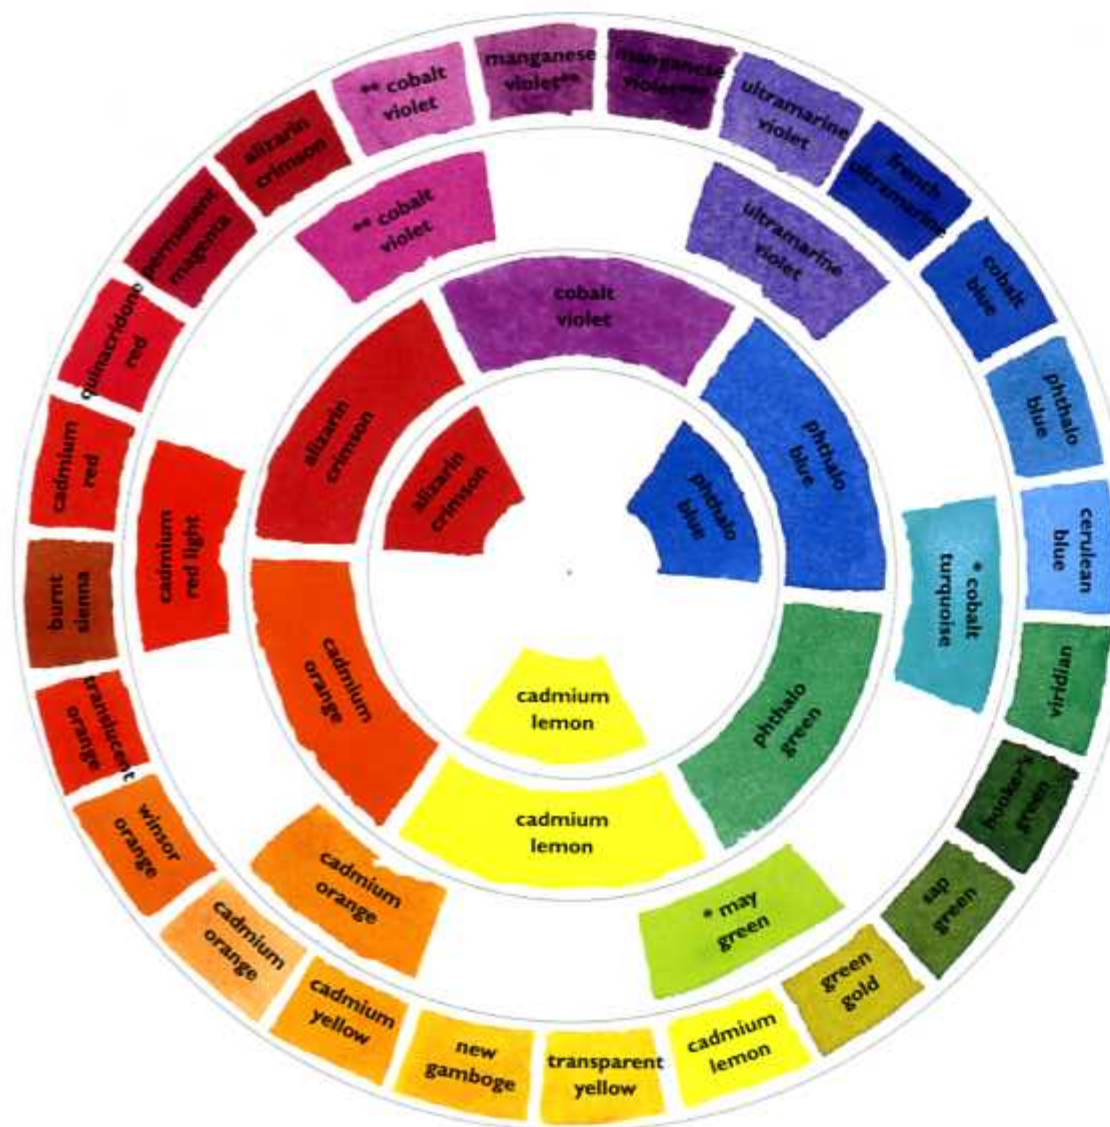 ** cobalt
violet
manganese
violet**
manganese
violet***
ultramarine
violet
french
ultramarine
cobalt
blue
phthalo
blue
cerulean
blue
viridian
hooker's
green
sap
green
green
gold
cadmium
lemon
transparent
yellow
new
gamboge
cadmium
yellow
cadmium
orange
winsor
orange
translucent
orange
burnt
sienna
cadmium
red
quinacridone
red
permanent
magenta
alizarin
crimson
** cobalt
violet
ultramarine
violet
* cobalt
turquoise
* may
green
cadmium
orange
cadmium
red light
cobalt
violet
phthalo
blue
phthalo
green
cadmium
lemon
cadmium
orange
alizarin
crimson
alizarin
crimson
phthalo
blue
cadmium
lemon